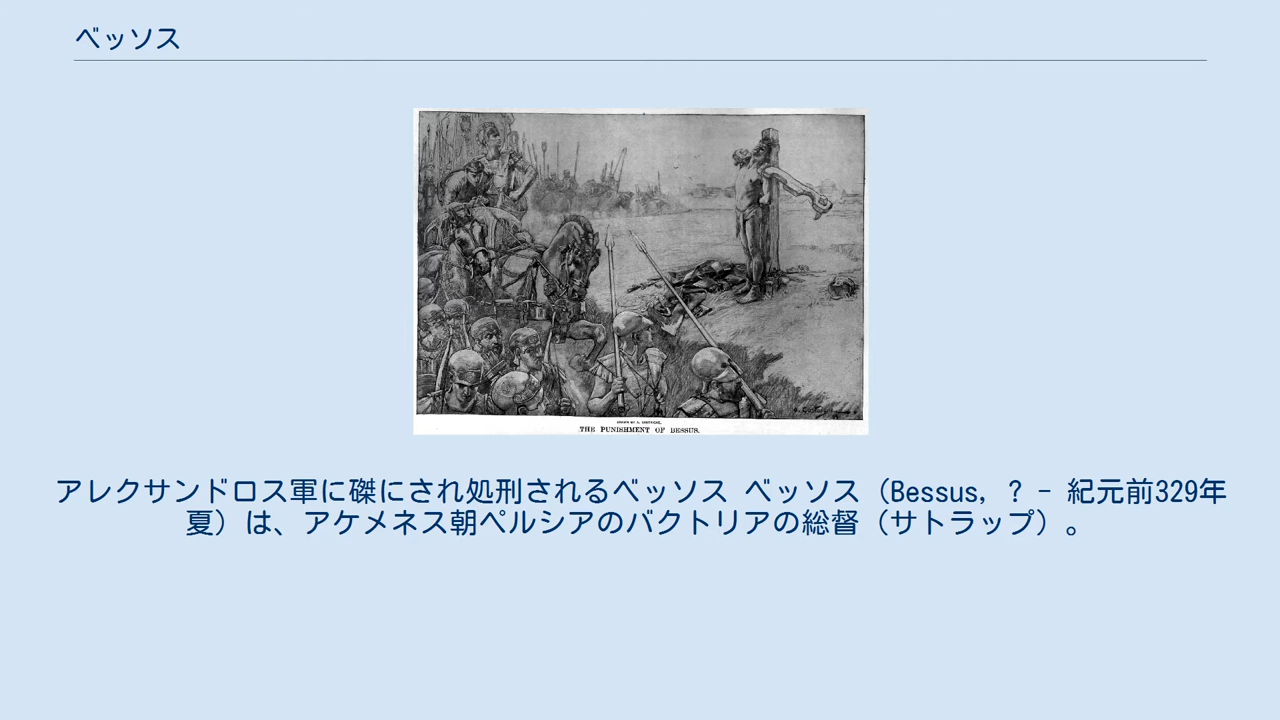 ベッソス
THE PUNISHMENT OF BESSUS.
アレクサンドロス軍に磔にされ処刑されるベッソス ベッソス（Bessus, ? - 紀元前329年
夏）は、アケメネス朝ペルシアのバクトリアの総督（サトラップ）。